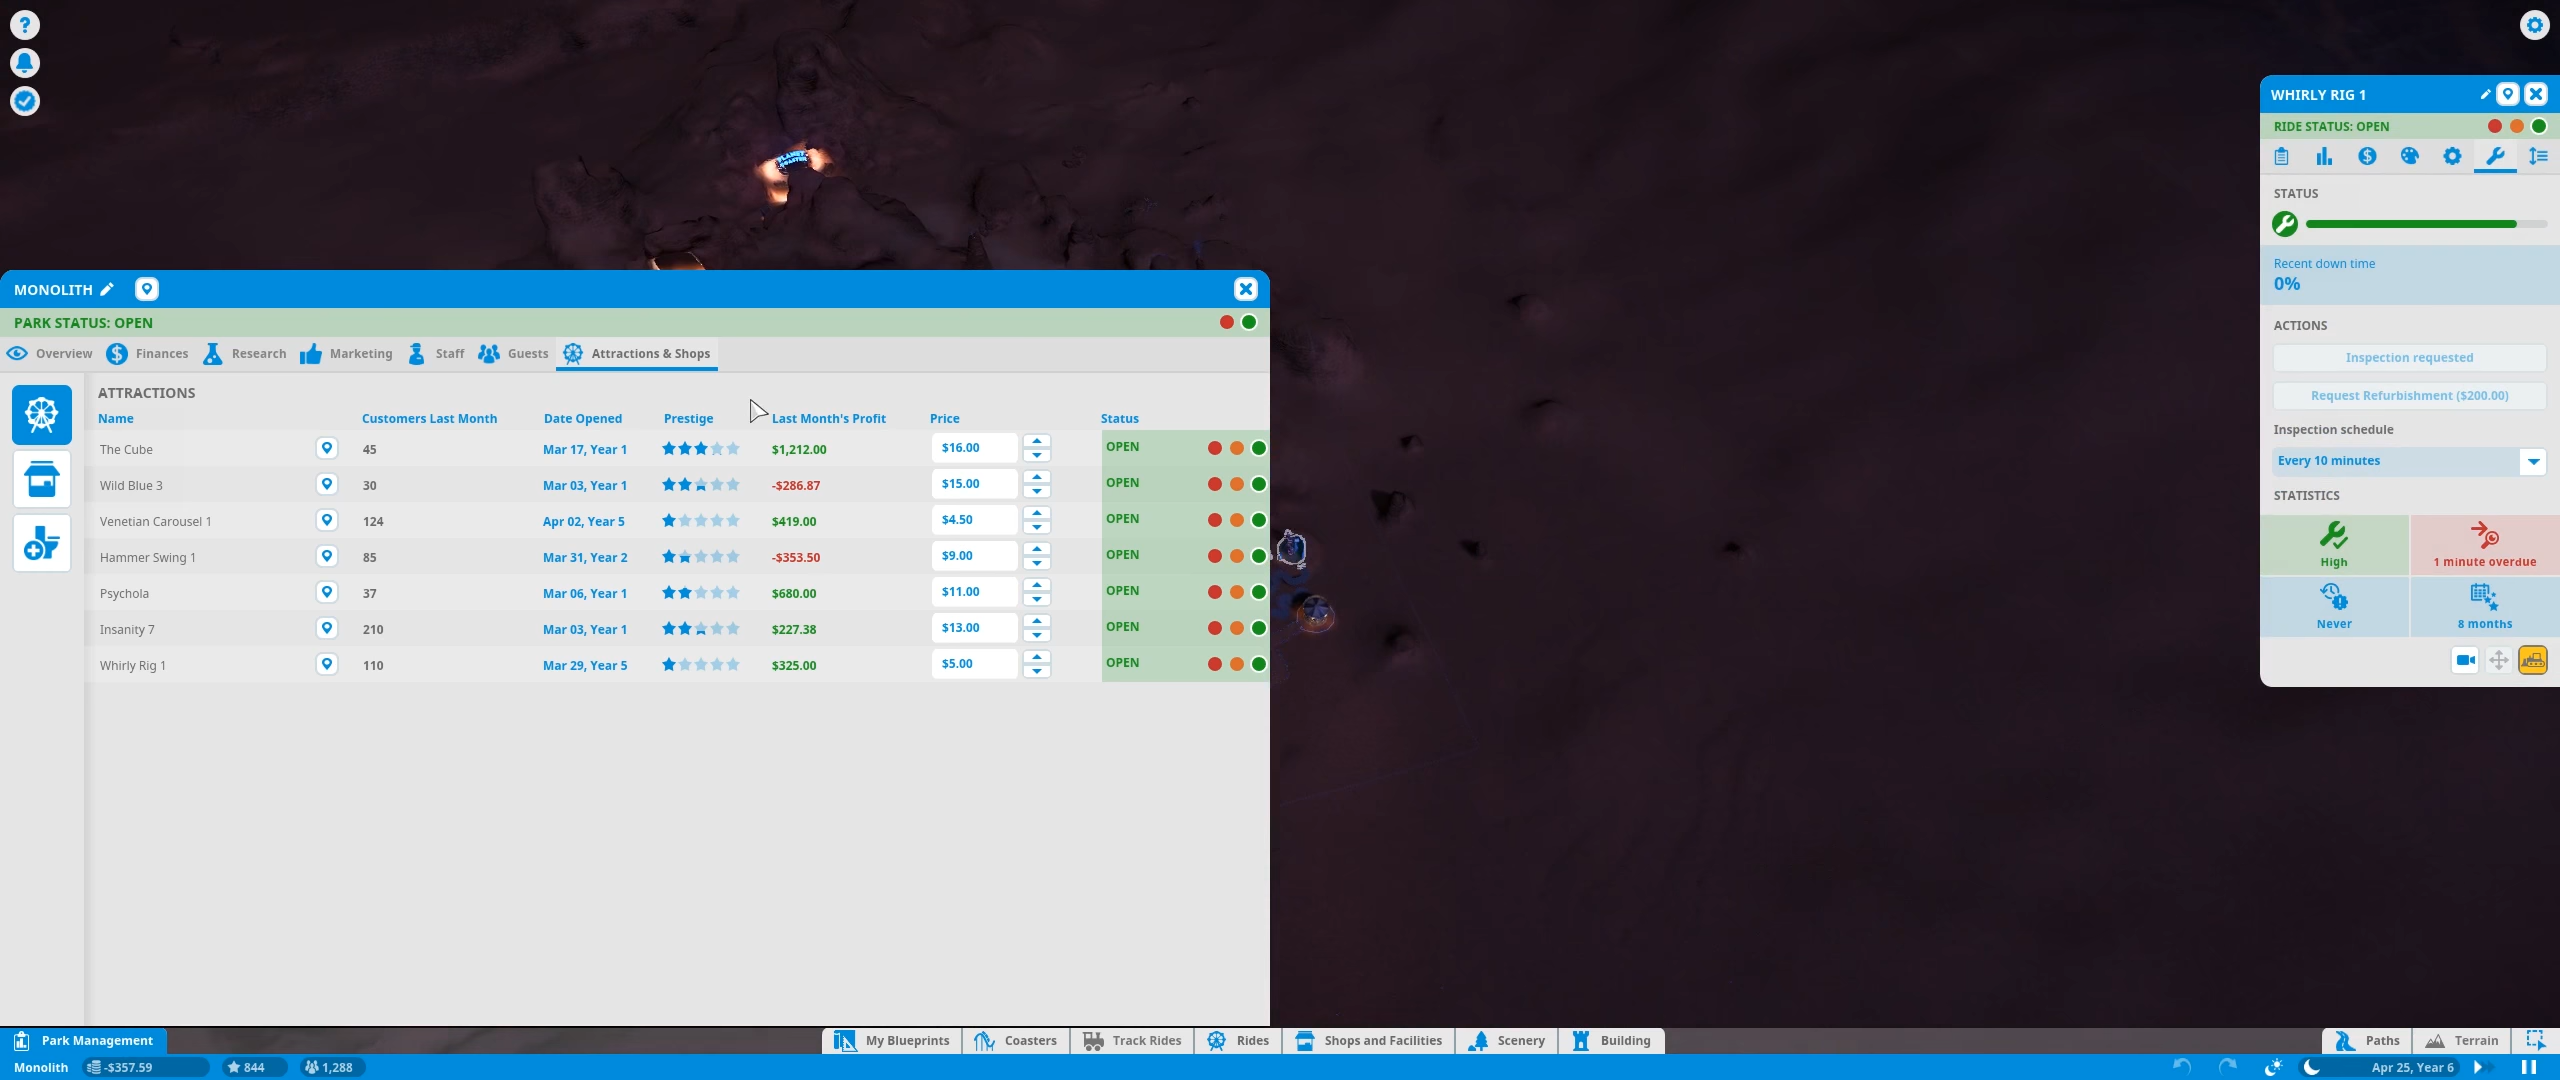 PLANET COASTER
MONOLITH
PARK STATUS: OPEN
Overview Finances Research Marketing Staff Guests Attractions & Shops
ATTRACTIONS
Name Customers Last Month Date Opened Prestige Last Month's Profit Price Status
The Cube 45 Mar 17, Year 1 $1,212.00 $16.00 OPEN
Wild Blue 3 30 Mar 03, Year 1 -$286.87 $15.00 OPEN
Venetian Carousel 1 124 Apr 02, Year 5 $419.00 $4.50 OPEN
Hammer Swing 1 85 Mar 31, Year 2 -$353.50 $9.00 OPEN
Psychola 37 Mar 06, Year 1 $680.00 $11.00 OPEN
Insanity 7 210 Mar 03, Year 1 $227.38 $13.00 OPEN
Whirly Rig 1 110 Mar 29, Year 5 $325.00 $5.00 OPEN
WHIRLY RIG 1
RIDE STATUS: OPEN
STATUS
Recent down time
0%
ACTIONS
Inspection requested
Request Refurbishment ($200.00)
Inspection schedule
Every 10 minutes
STATISTICS
High 1 minute overdue
Never 8 months
Park Management My Blueprints Coasters Track Rides Rides Shops and Facilities Scenery Building Paths Terrain
Monolith -$357.59 844 1,288 Apr 25, Year 6